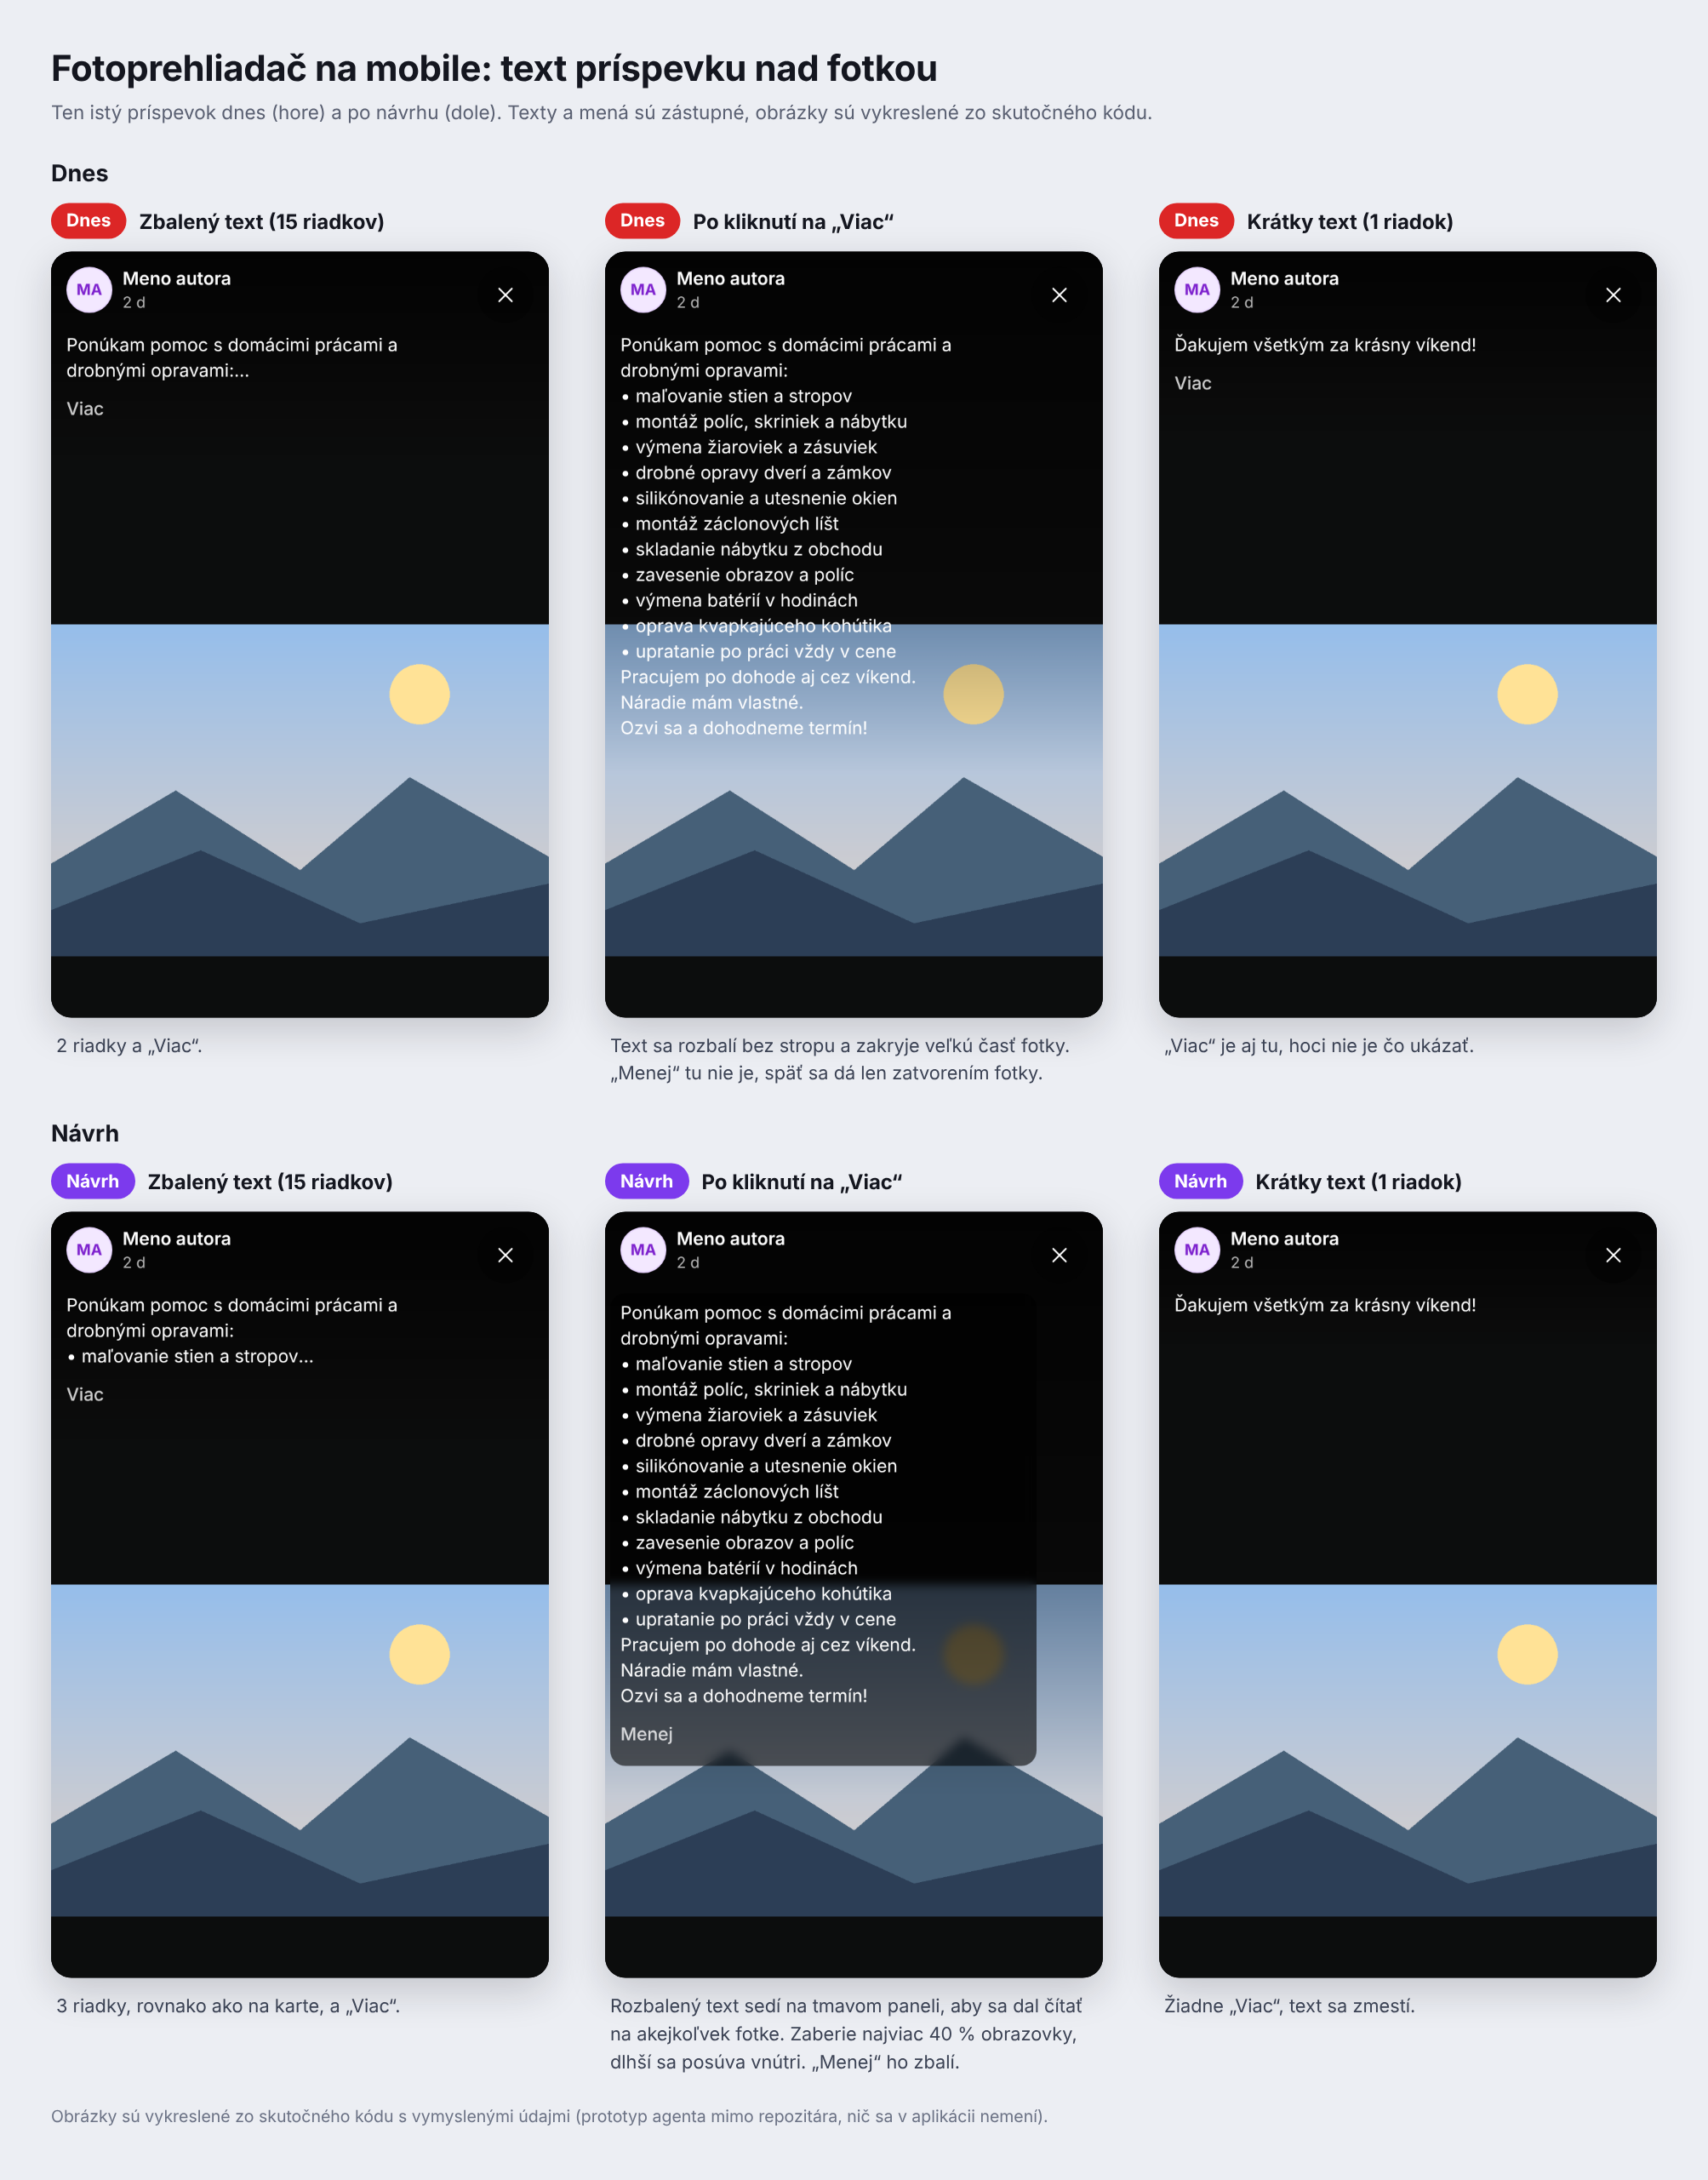 Fotoprehliadač na mobile: text príspevku nad fotkou
Ten istý príspevok dnes (hore) a po návrhu (dole). Texty a mená sú zástupné, obrázky sú vykreslené zo skutočného kódu.
Dnes
Dnes Zbalený text (15 riadkov)
MA
Meno autora
2 d
Ponúkam pomoc s domácimi prácami a
drobnými opravami:...
Viac
2 riadky a „Viac“.
Dnes Po kliknutí na „Viac“
MA
Meno autora
2 d
Ponúkam pomoc s domácimi prácami a
drobnými opravami:
• maľovanie stien a stropov
• montáž políc, skriniek a nábytku
• výmena žiaroviek a zásuviek
• drobné opravy dverí a zámkov
• silikónovanie a utesnenie okien
• montáž záclonových líšt
• skladanie nábytku z obchodu
• zavesenie obrazov a políc
• výmena batérií v hodinách
• oprava kvapkajúceho kohútika
• upratanie po práci vždy v cene
Pracujem po dohode aj cez víkend.
Náradie mám vlastné.
Ozvi sa a dohodneme termín!
Text sa rozbalí bez stropu a zakryje veľkú časť fotky.
„Menej“ tu nie je, späť sa dá len zatvorením fotky.
Dnes Krátky text (1 riadok)
MA
Meno autora
2 d
Ďakujem všetkým za krásny víkend!
Viac
„Viac“ je aj tu, hoci nie je čo ukázať.
Návrh
Návrh Zbalený text (15 riadkov)
MA
Meno autora
2 d
Ponúkam pomoc s domácimi prácami a
drobnými opravami:
• maľovanie stien a stropov...
Viac
3 riadky, rovnako ako na karte, a „Viac“.
Návrh Po kliknutí na „Viac“
MA
Meno autora
2 d
Ponúkam pomoc s domácimi prácami a
drobnými opravami:
• maľovanie stien a stropov
• montáž políc, skriniek a nábytku
• výmena žiaroviek a zásuviek
• drobné opravy dverí a zámkov
• silikónovanie a utesnenie okien
• montáž záclonových líšt
• skladanie nábytku z obchodu
• zavesenie obrazov a políc
• výmena batérií v hodinách
• oprava kvapkajúceho kohútika
• upratanie po práci vždy v cene
Pracujem po dohode aj cez víkend.
Náradie mám vlastné.
Ozvi sa a dohodneme termín!
Menej
Rozbalený text sedí na tmavom paneli, aby sa dal čítať
na akejkoľvek fotke. Zaberie najviac 40 % obrazovky,
dlhší sa posúva vnútri. „Menej“ ho zbalí.
Návrh Krátky text (1 riadok)
MA
Meno autora
2 d
Ďakujem všetkým za krásny víkend!
Žiadne „Viac“, text sa zmestí.
Obrázky sú vykreslené zo skutočného kódu s vymyslenými údajmi (prototyp agenta mimo repozitára, nič sa v aplikácii nemení).